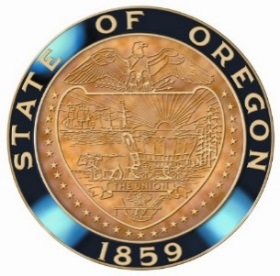 STATE OF OREGON
THE UNION
1859